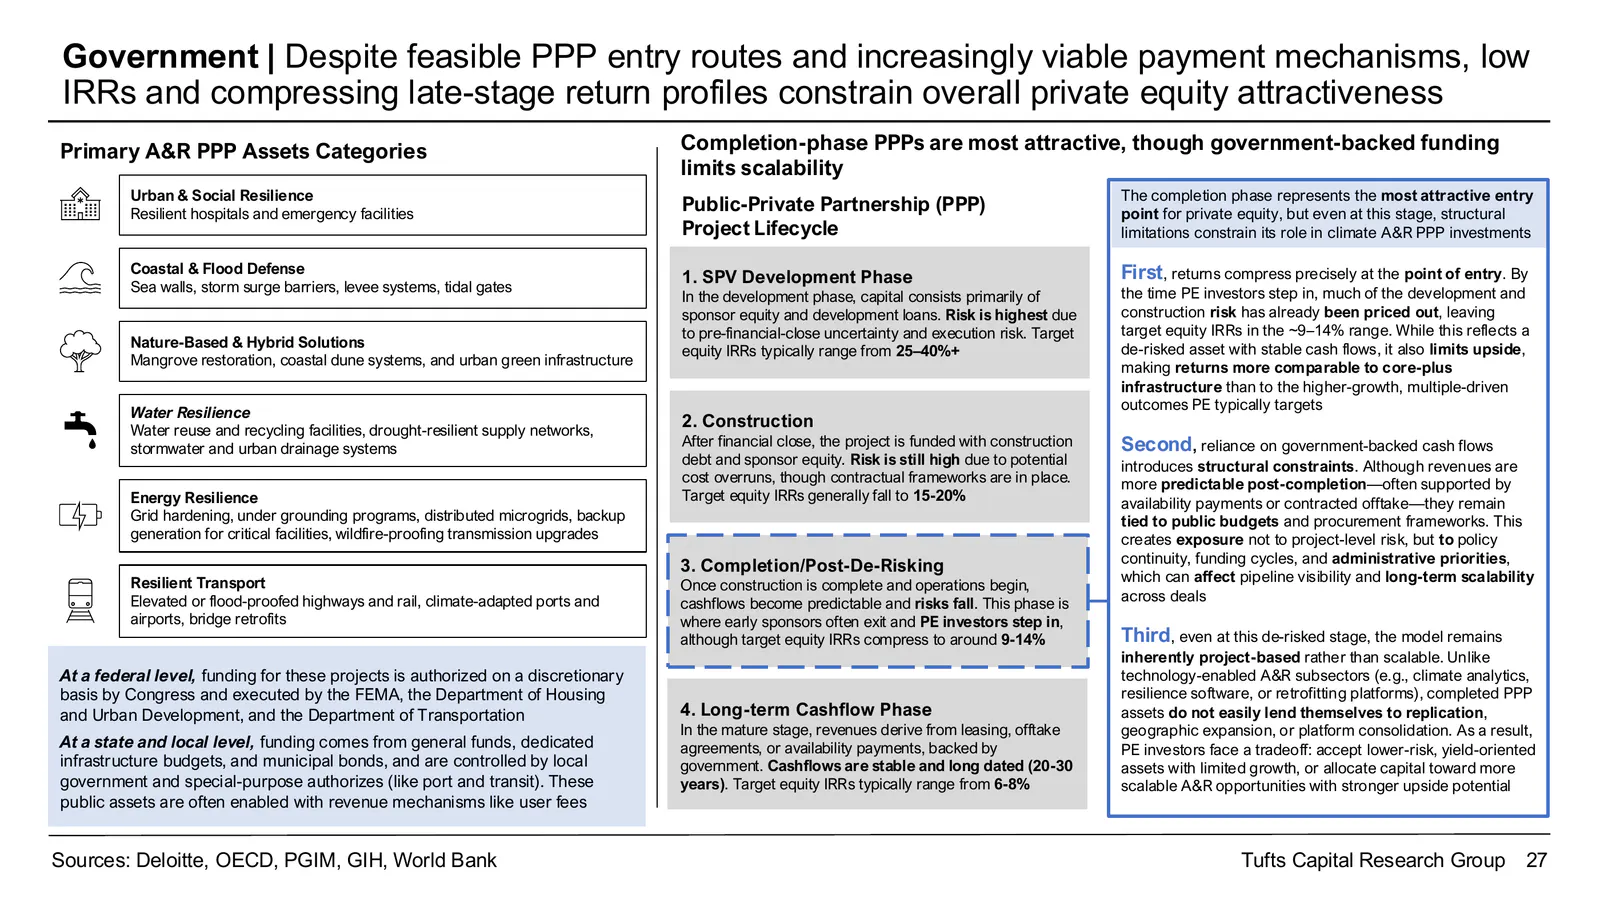 Government | Despite feasible PPP entry routes and increasingly viable payment mechanisms, low
IRRs and compressing late-stage return profiles constrain overall private equity attractiveness
Primary A&R PPP Assets Categories
Urban & Social Resilience
Resilient hospitals and emergency facilities
Coastal & Flood Defense
Sea walls, storm surge barriers, levee systems, tidal gates
Nature-Based & Hybrid Solutions
Mangrove restoration, coastal dune systems, and urban green infrastructure
Water Resilience
Water reuse and recycling facilities, drought-resilient supply networks,
stormwater and urban drainage systems
Energy Resilience
Grid hardening, under grounding programs, distributed microgrids, backup
generation for critical facilities, wildfire-proofing transmission upgrades
Resilient Transport
Elevated or flood-proofed highways and rail, climate-adapted ports and
airports, bridge retrofits
At a federal level, funding for these projects is authorized on a discretionary
basis by Congress and executed by the FEMA, the Department of Housing
and Urban Development, and the Department of Transportation
At a state and local level, funding comes from general funds, dedicated
infrastructure budgets, and municipal bonds, and are controlled by local
government and special-purpose authorizes (like port and transit). These
public assets are often enabled with revenue mechanisms like user fees
Completion-phase PPPs are most attractive, though government-backed funding
limits scalability
Public-Private Partnership (PPP)
Project Lifecycle
1. SPV Development Phase
In the development phase, capital consists primarily of
sponsor equity and development loans. Risk is highest due
to pre-financial-close uncertainty and execution risk. Target
equity IRRs typically range from 25–40%+
2. Construction
After financial close, the project is funded with construction
debt and sponsor equity. Risk is still high due to potential
cost overruns, though contractual frameworks are in place.
Target equity IRRs generally fall to 15-20%
3. Completion/Post-De-Risking
Once construction is complete and operations begin,
cashflows become predictable and risks fall. This phase is
where early sponsors often exit and PE investors step in,
although target equity IRRs compress to around 9-14%
4. Long-term Cashflow Phase
In the mature stage, revenues derive from leasing, offtake
agreements, or availability payments, backed by
government. Cashflows are stable and long dated (20-30
years). Target equity IRRs typically range from 6-8%
The completion phase represents the most attractive entry
point for private equity, but even at this stage, structural
limitations constrain its role in climate A&R PPP investments
First, returns compress precisely at the point of entry. By
the time PE investors step in, much of the development and
construction risk has already been priced out, leaving
target equity IRRs in the ~9–14% range. While this reflects a
de-risked asset with stable cash flows, it also limits upside,
making returns more comparable to core-plus
infrastructure than to the higher-growth, multiple-driven
outcomes PE typically targets
Second, reliance on government-backed cash flows
introduces structural constraints. Although revenues are
more predictable post-completion—often supported by
availability payments or contracted offtake—they remain
tied to public budgets and procurement frameworks. This
creates exposure not to project-level risk, but to policy
continuity, funding cycles, and administrative priorities,
which can affect pipeline visibility and long-term scalability
across deals
Third, even at this de-risked stage, the model remains
inherently project-based rather than scalable. Unlike
technology-enabled A&R subsectors (e.g., climate analytics,
resilience software, or retrofitting platforms), completed PPP
assets do not easily lend themselves to replication,
geographic expansion, or platform consolidation. As a result,
PE investors face a tradeoff: accept lower-risk, yield-oriented
assets with limited growth, or allocate capital toward more
scalable A&R opportunities with stronger upside potential
Sources: Deloitte, OECD, PGIM, GIH, World Bank
Tufts Capital Research Group 27